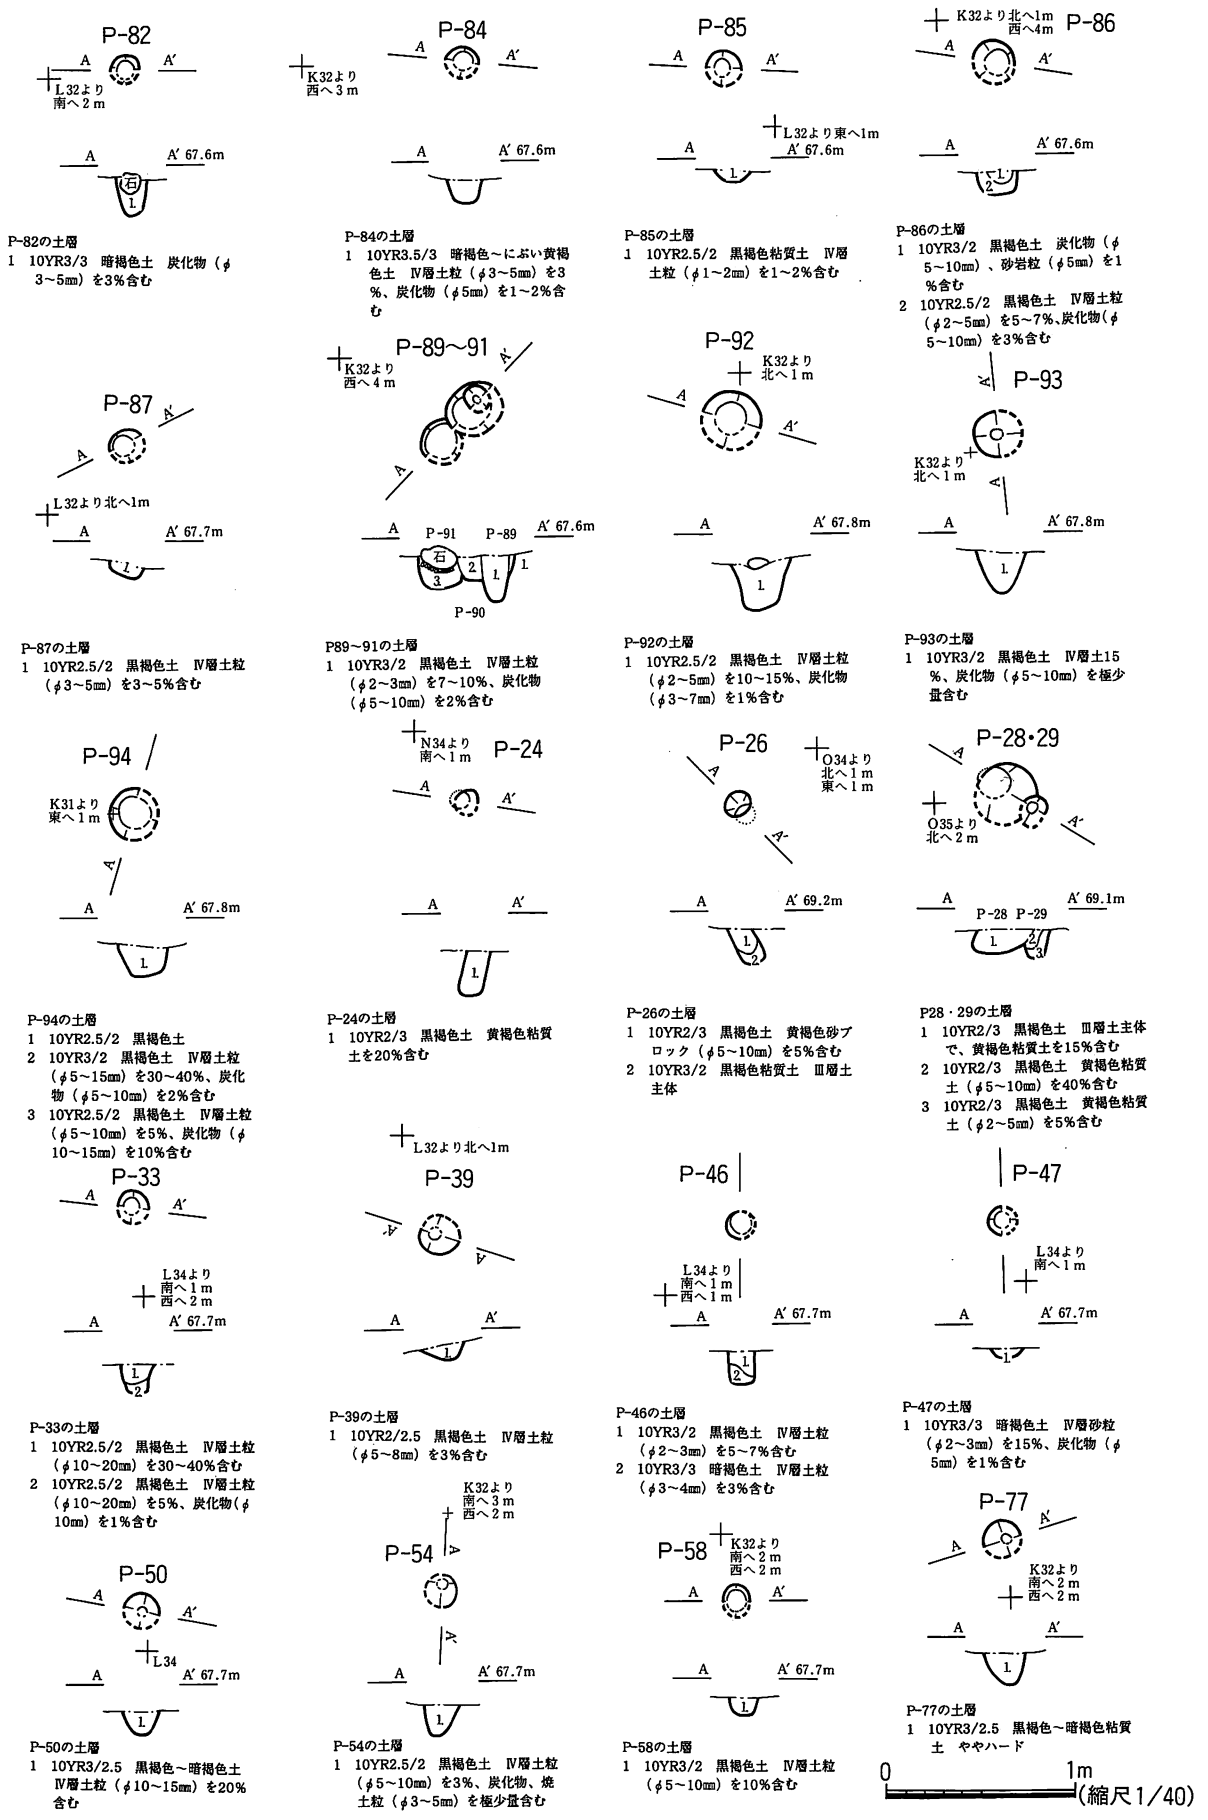 P-82
A A′
L32より
南へ2m
A A′ 67.6m
石
1.
P-82の土層
1 10YR3/3 暗褐色土 炭化物（φ
3〜5㎜）を3%含む
P-84
A A′
K32より
西へ3m
A A′ 67.6m
P-84の土層
1 10YR3.5/3 暗褐色〜にぶい黄褐
色土 Ⅳ層土粒（φ3〜5㎜）を3
%、炭化物（φ5㎜）を1〜2%含
む
P-85
A A′
L32より東へ1m
A A′ 67.6m
1.
P-85の土層
1 10YR2.5/2 黒褐色粘質土 Ⅳ層
土粒（φ1〜2㎜）を1〜2%含む
K32より北へ1m
西へ4m
P-86
A A′
A A′ 67.6m
1.
2.
P-86の土層
1 10YR3/2 黒褐色土 炭化物（φ
5〜10㎜）、砂岩粒（φ5㎜）を1
%含む
2 10YR2.5/2 黒褐色土 Ⅳ層土粒
（φ2〜5㎜）を5〜7%、炭化物（φ
5〜10㎜）を3%含む
P-87
A A′
L32より北へ1m
A A′ 67.7m
1.
P-87の土層
1 10YR2.5/2 黒褐色土 Ⅳ層土粒
（φ3〜5㎜）を3〜5%含む
P-89〜91
K32より
西へ4m
A A′
A P-91 P-89 A′ 67.6m
石
3. 2. 1. 1.
P-90
P89〜91の土層
1 10YR3/2 黒褐色土 Ⅳ層土粒
（φ2〜3㎜）を7〜10%、炭化物
（φ5〜10㎜）を2%含む
P-92
K32より
北へ1m
A A′
A A′ 67.8m
1.
P-92の土層
1 10YR2.5/2 黒褐色土 Ⅳ層土粒
（φ2〜5㎜）を10〜15%、炭化物
（φ3〜7㎜）を1%含む
P-93
A′
K32より
北へ1m
A
A A′ 67.8m
1.
P-93の土層
1 10YR3/2 黒褐色土 Ⅳ層土15
%、炭化物（φ5〜10㎜）を極少
量含む
P-94
K31より
東へ1m
A
A A′ 67.8m
1.
P-94の土層
1 10YR2.5/2 黒褐色土
2 10YR3/2 黒褐色土 Ⅳ層土粒
（φ5〜15㎜）を30〜40%、炭化
物（φ5〜10㎜）を2%含む
3 10YR2.5/2 黒褐色土 Ⅳ層土粒
（φ5〜10㎜）を5%、炭化物（φ
10〜15㎜）を10%含む
N34より
南へ1m
P-24
A A′
A A′
1.
P-24の土層
1 10YR2/3 黒褐色土 黄褐色粘質
土を20%含む
P-26
O34より
北へ1m
東へ1m
A A′
A A′ 69.2m
1.
2.
P-26の土層
1 10YR2/3 黒褐色土 黄褐色砂ブ
ロック（φ5〜10㎜）を5%含む
2 10YR3/2 黒褐色粘質土 Ⅲ層土
主体
P-28・29
A A′
O35より
北へ2m
A A′ 69.1m
P-28 P-29
1. 2.
3.
P28・29の土層
1 10YR2/3 黒褐色土 Ⅲ層土主体
で、黄褐色粘質土を15%含む
2 10YR2/3 黒褐色土 黄褐色粘質
土（φ5〜10㎜）を40%含む
3 10YR2/3 黒褐色土 黄褐色粘質
土（φ2〜5㎜）を5%含む
P-33
A A′
L34より
南へ1m
西へ2m
A A′ 67.7m
1.
2.
P-33の土層
1 10YR2.5/2 黒褐色土 Ⅳ層土粒
（φ10〜20㎜）を30〜40%含む
2 10YR2.5/2 黒褐色土 Ⅳ層土粒
（φ10〜20㎜）を5%、炭化物（φ
10㎜）を1%含む
L32より北へ1m
P-39
A′ A
A A′
1.
P-39の土層
1 10YR2/2.5 黒褐色土 Ⅳ層土粒
（φ5〜8㎜）を3%含む
P-46
L34より
南へ1m
西へ1m
A A′ 67.7m
1.
2.
P-46の土層
1 10YR3/2 黒褐色土 Ⅳ層土粒
（φ2〜3㎜）を5〜7%含む
2 10YR3/3 暗褐色土 Ⅳ層土粒
（φ3〜4㎜）を3%含む
P-47
L34より
南へ1m
A A′ 67.7m
1.
P-47の土層
1 10YR3/3 暗褐色土 Ⅳ層砂粒
（φ2〜3㎜）を15%、炭化物（φ
5㎜）を1%含む
P-50
A A′
L34
A A′ 67.7m
1.
P-50の土層
1 10YR3/2.5 黒褐色〜暗褐色土
Ⅳ層土粒（φ10〜15㎜）を20%
含む
K32より
南へ3m
西へ2m
P-54
A
A′
A A′ 67.7m
1.
P-54の土層
1 10YR2.5/2 黒褐色土 Ⅳ層土粒
（φ5〜10㎜）を3%、炭化物、焼
土粒（φ3〜5㎜）を極少量含む
P-58
K32より
南へ2m
西へ2m
A A′
A A′ 67.7m
1.
P-58の土層
1 10YR3/2 黒褐色土 Ⅳ層土粒
（φ5〜10㎜）を10%含む
P-77
A A′
K32より
南へ2m
西へ2m
A A′
1.
P-77の土層
1 10YR3/2.5 黒褐色〜暗褐色粘質
土 ややハード
0 1m
(縮尺1/40)